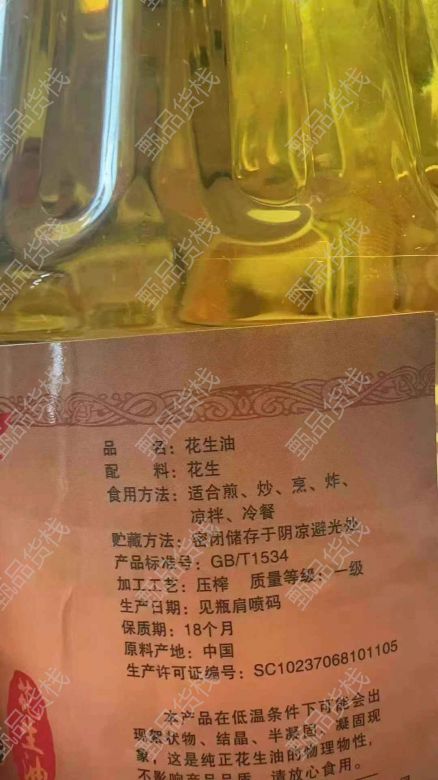 品 名：花生油
配 料：花生
食用方法：适合煎、炒、烹、炸、
凉拌、冷餐
贮藏方法：密闭储存于阴凉避光处
产品标准号：GB/T1534
加工工艺：压榨 质量等级：一级
生产日期：见瓶肩喷码
保质期：18个月
原料产地：中国
生产许可证编号：SC10237068101105
本产品在低温条件下可能会出
现絮状物、结晶、半凝固、凝固现
象，这是纯正花生油的物理特性，
不影响产品品质，请放心食用。
花生油
甄品货栈